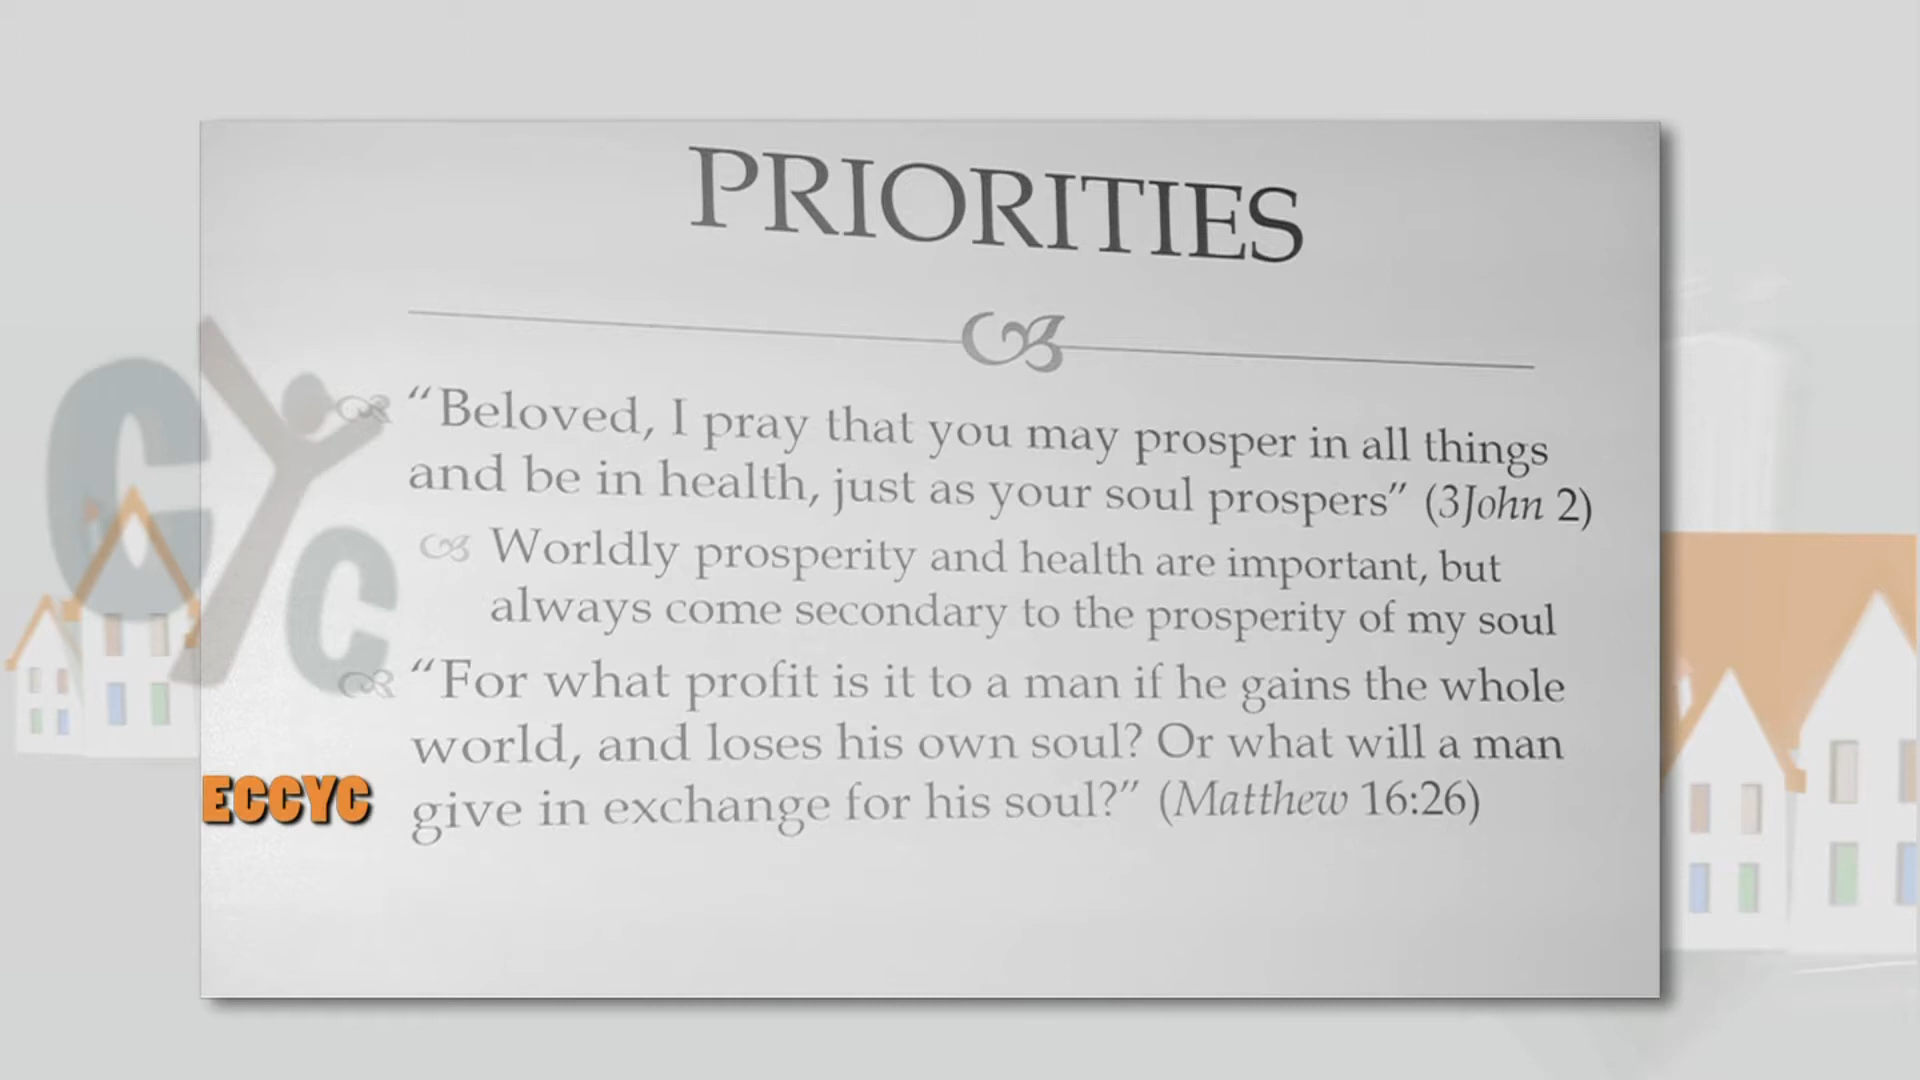 PRIORITIES
“Beloved, I pray that you may prosper in all things
and be in health, just as your soul prospers” (3John 2)
Worldly prosperity and health are important, but
always come secondary to the prosperity of my soul
“For what profit is it to a man if he gains the whole
world, and loses his own soul? Or what will a man
give in exchange for his soul?” (Matthew 16:26)
CYC
ECCYC